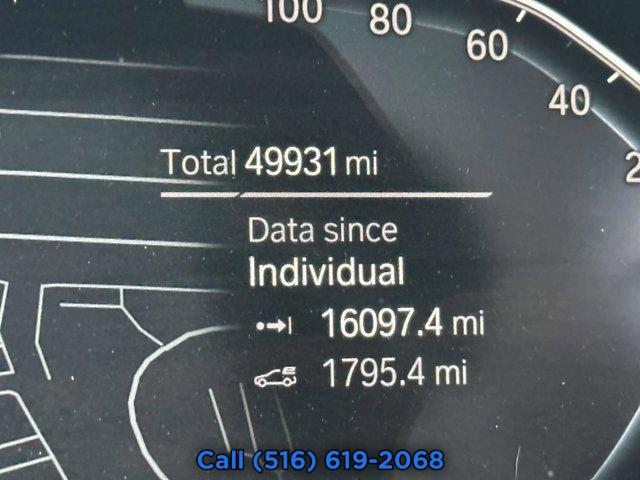 100 80 60 40 2
Total 49931 mi
Data since
Individual
16097.4 mi
1795.4 mi
Call (516) 619-2068